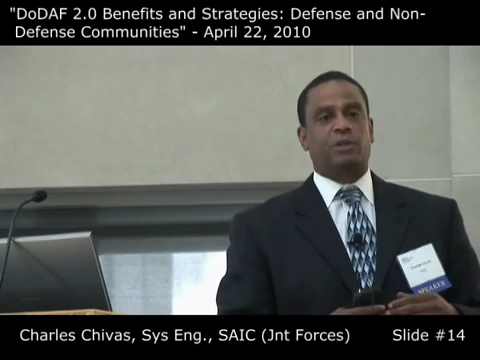 "DoDAF 2.0 Benefits and Strategies: Defense and Non-
Defense Communities" - April 22, 2010
SPEAKER
Charles Chivas, Sys Eng., SAIC (Jnt Forces) Slide #14